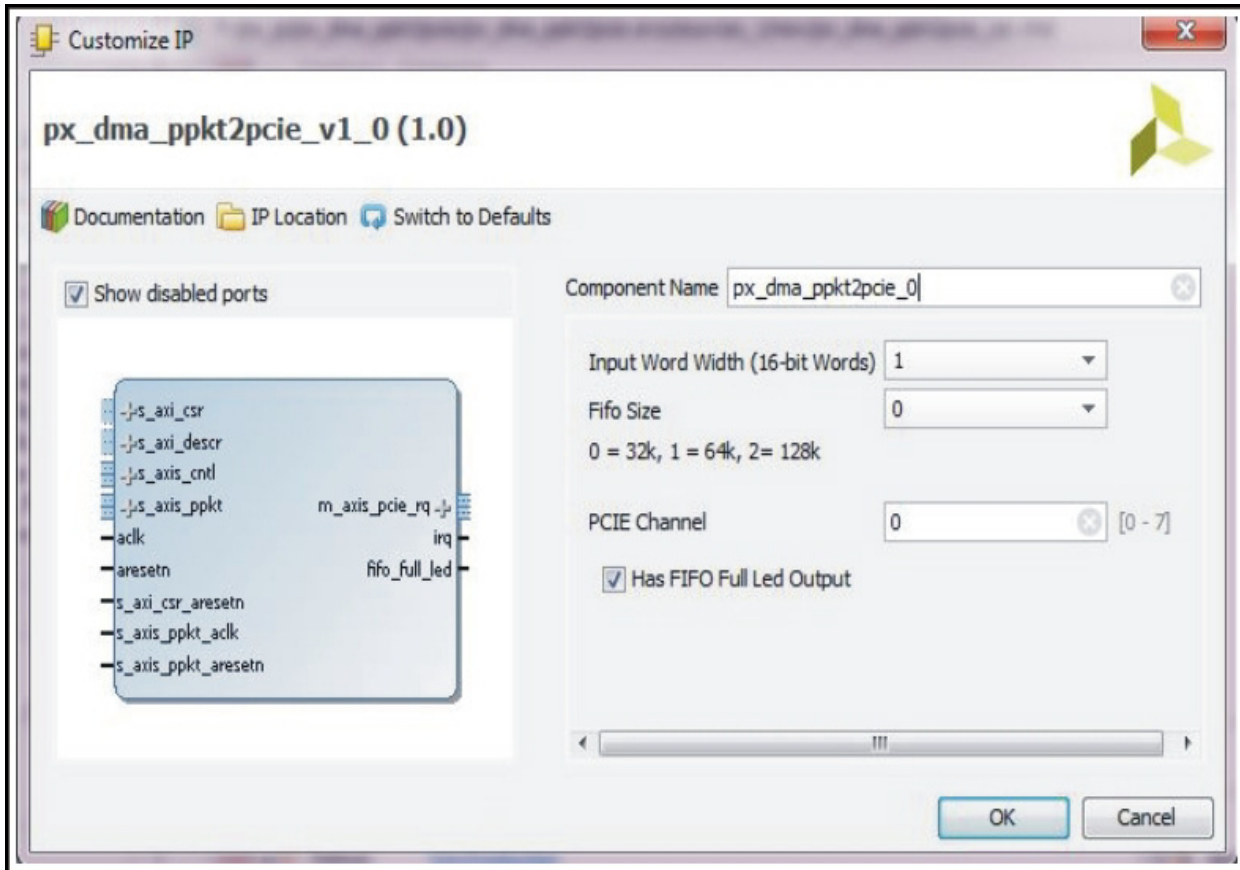 Customize IP
px_dma_ppkt2pcie_v1_0 (1.0)
Documentation IP Location Switch to Defaults
Show disabled ports
s_axi_csr
s_axi_descr
s_axis_cntl
s_axis_ppkt
aclk
aresetn
s_axi_csr_aresetn
s_axis_ppkt_aclk
s_axis_ppkt_aresetn
m_axis_pcie_rq
irq
fifo_full_led
Component Name px_dma_ppkt2pcie_0
Input Word Width (16-bit Words) 1
Fifo Size 0
0 = 32k, 1 = 64k, 2= 128k
PCIE Channel 0 [0 - 7]
Has FIFO Full Led Output
OK Cancel